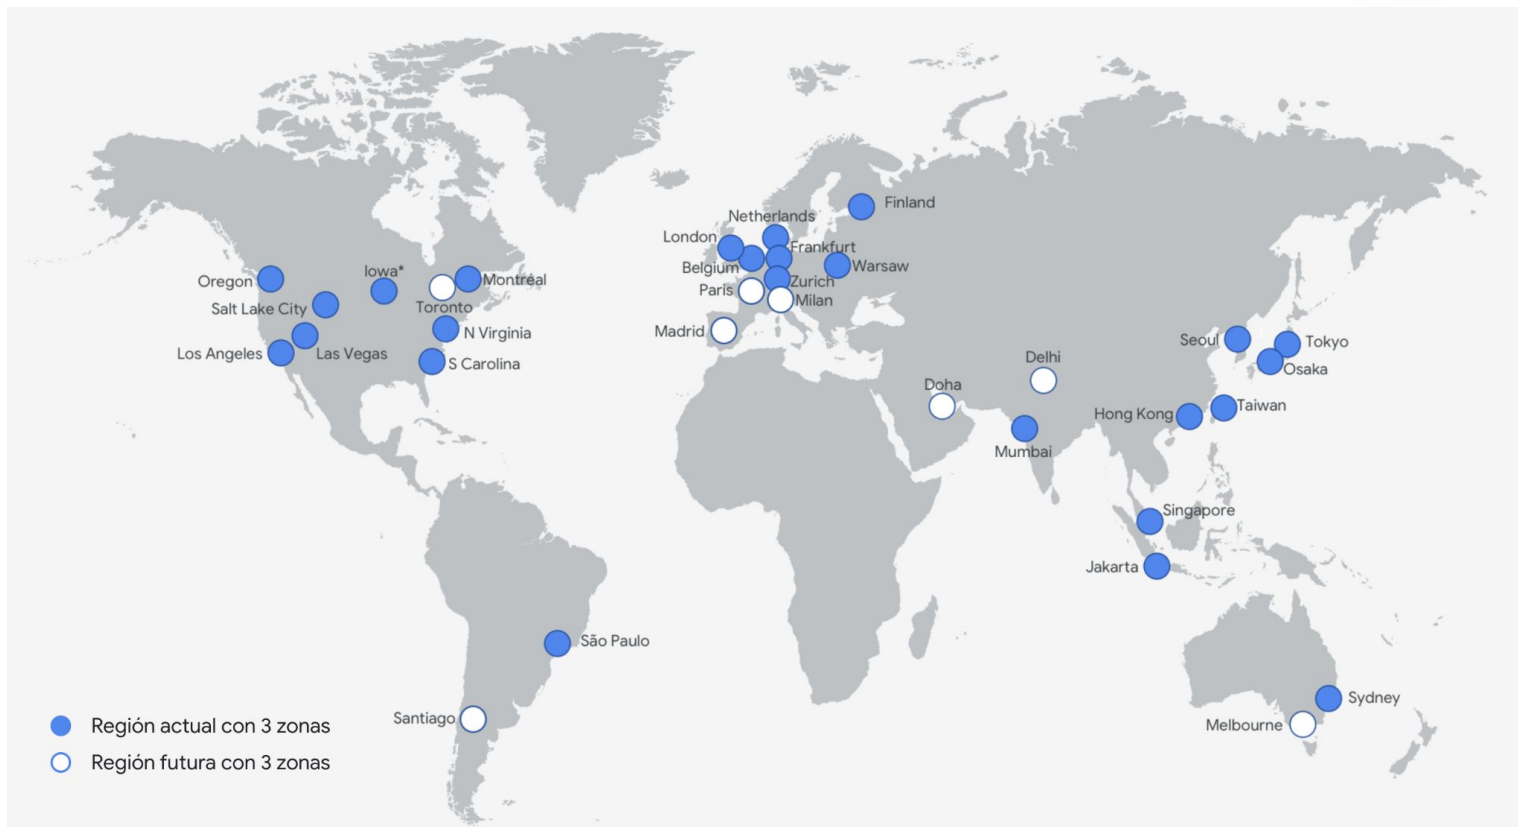 Finland
Netherlands
London
Frankfurt
Belgium
Warsaw
Iowa*
Oregon
Montréal
Zurich
Paris
Milan
Salt Lake City
Toronto
Madrid
N Virginia
Seoul
Tokyo
Los Angeles
Las Vegas
S Carolina
Delhi
Osaka
Doha
Hong Kong
Taiwan
Mumbai
Singapore
Jakarta
São Paulo
Sydney
Santiago
Melbourne
Región actual con 3 zonas
Región futura con 3 zonas